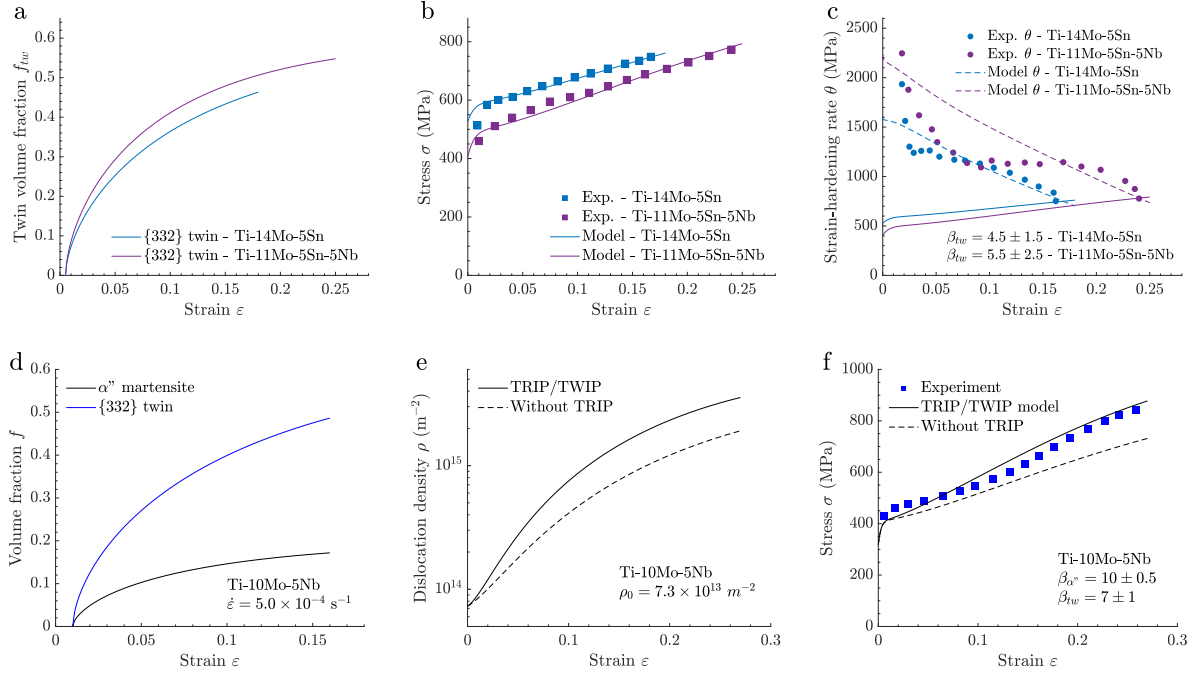 a
Twin volume fraction f_tw
0.6
0.5
0.4
0.3
0.2
0.1
0
{332} twin - Ti-14Mo-5Sn
{332} twin - Ti-11Mo-5Sn-5Nb
0 0.05 0.1 0.15 0.2 0.25
Strain ε
b
Stress σ (MPa)
800
600
400
200
0
Exp. - Ti-14Mo-5Sn
Exp. - Ti-11Mo-5Sn-5Nb
Model - Ti-14Mo-5Sn
Model - Ti-11Mo-5Sn-5Nb
0 0.05 0.1 0.15 0.2 0.25
Strain ε
c
Strain-hardening rate θ (MPa)
2500
2000
1500
1000
500
0
Exp. θ - Ti-14Mo-5Sn
Exp. θ - Ti-11Mo-5Sn-5Nb
Model θ - Ti-14Mo-5Sn
Model θ - Ti-11Mo-5Sn-5Nb
β_tw = 4.5 ± 1.5 - Ti-14Mo-5Sn
β_tw = 5.5 ± 2.5 - Ti-11Mo-5Sn-5Nb
0 0.05 0.1 0.15 0.2 0.25
Strain ε
d
Volume fraction f
0.6
0.5
0.4
0.3
0.2
0.1
0
α" martensite
{332} twin
Ti-10Mo-5Nb
ε̇ = 5.0 × 10⁻⁴ s⁻¹
0 0.05 0.1 0.15
Strain ε
e
Dislocation density ρ (m⁻²)
10¹⁵
10¹⁴
TRIP/TWIP
Without TRIP
Ti-10Mo-5Nb
ρ₀ = 7.3 × 10¹³ m⁻²
0 0.1 0.2 0.3
Strain ε
f
Stress σ (MPa)
1000
800
600
400
200
0
Experiment
TRIP/TWIP model
Without TRIP
Ti-10Mo-5Nb
β_α" = 10 ± 0.5
β_tw = 7 ± 1
0 0.1 0.2 0.3
Strain ε